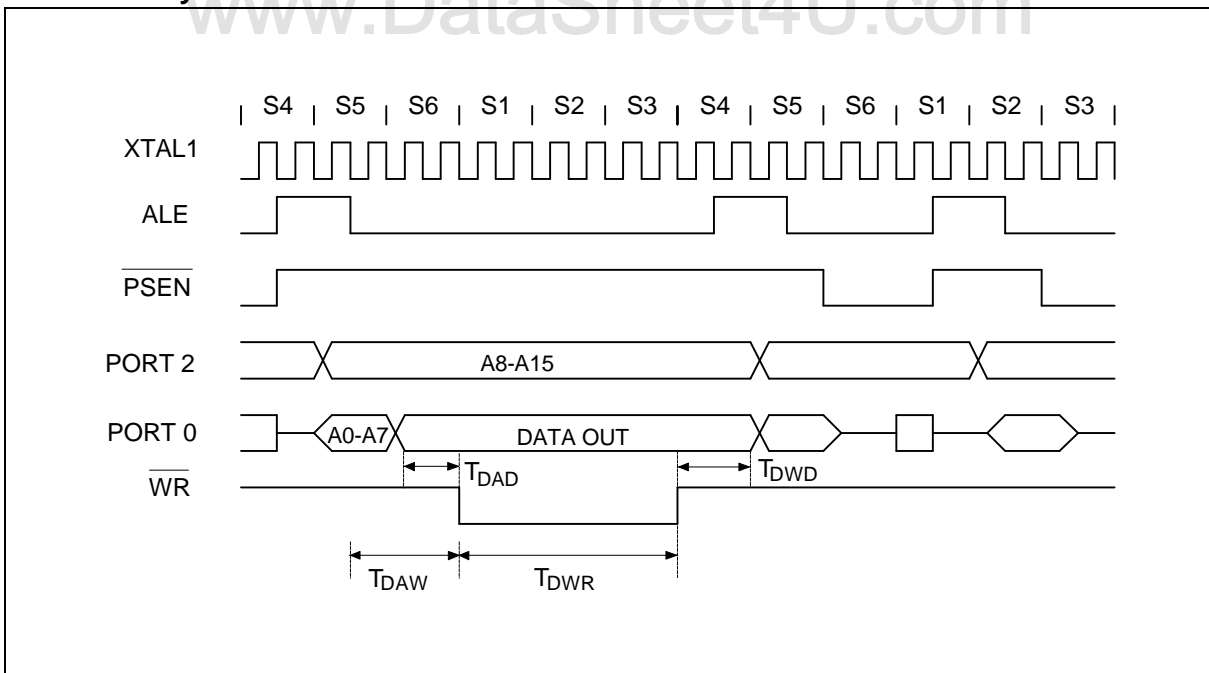 www.DataSheet4U.com
S4 S5 S6 S1 S2 S3 S4 S5 S6 S1 S2 S3
XTAL1
ALE
PSEN
PORT 2 A8-A15
PORT 0 A0-A7 DATA OUT
TDAD TDWD
WR
TDAW TDWR